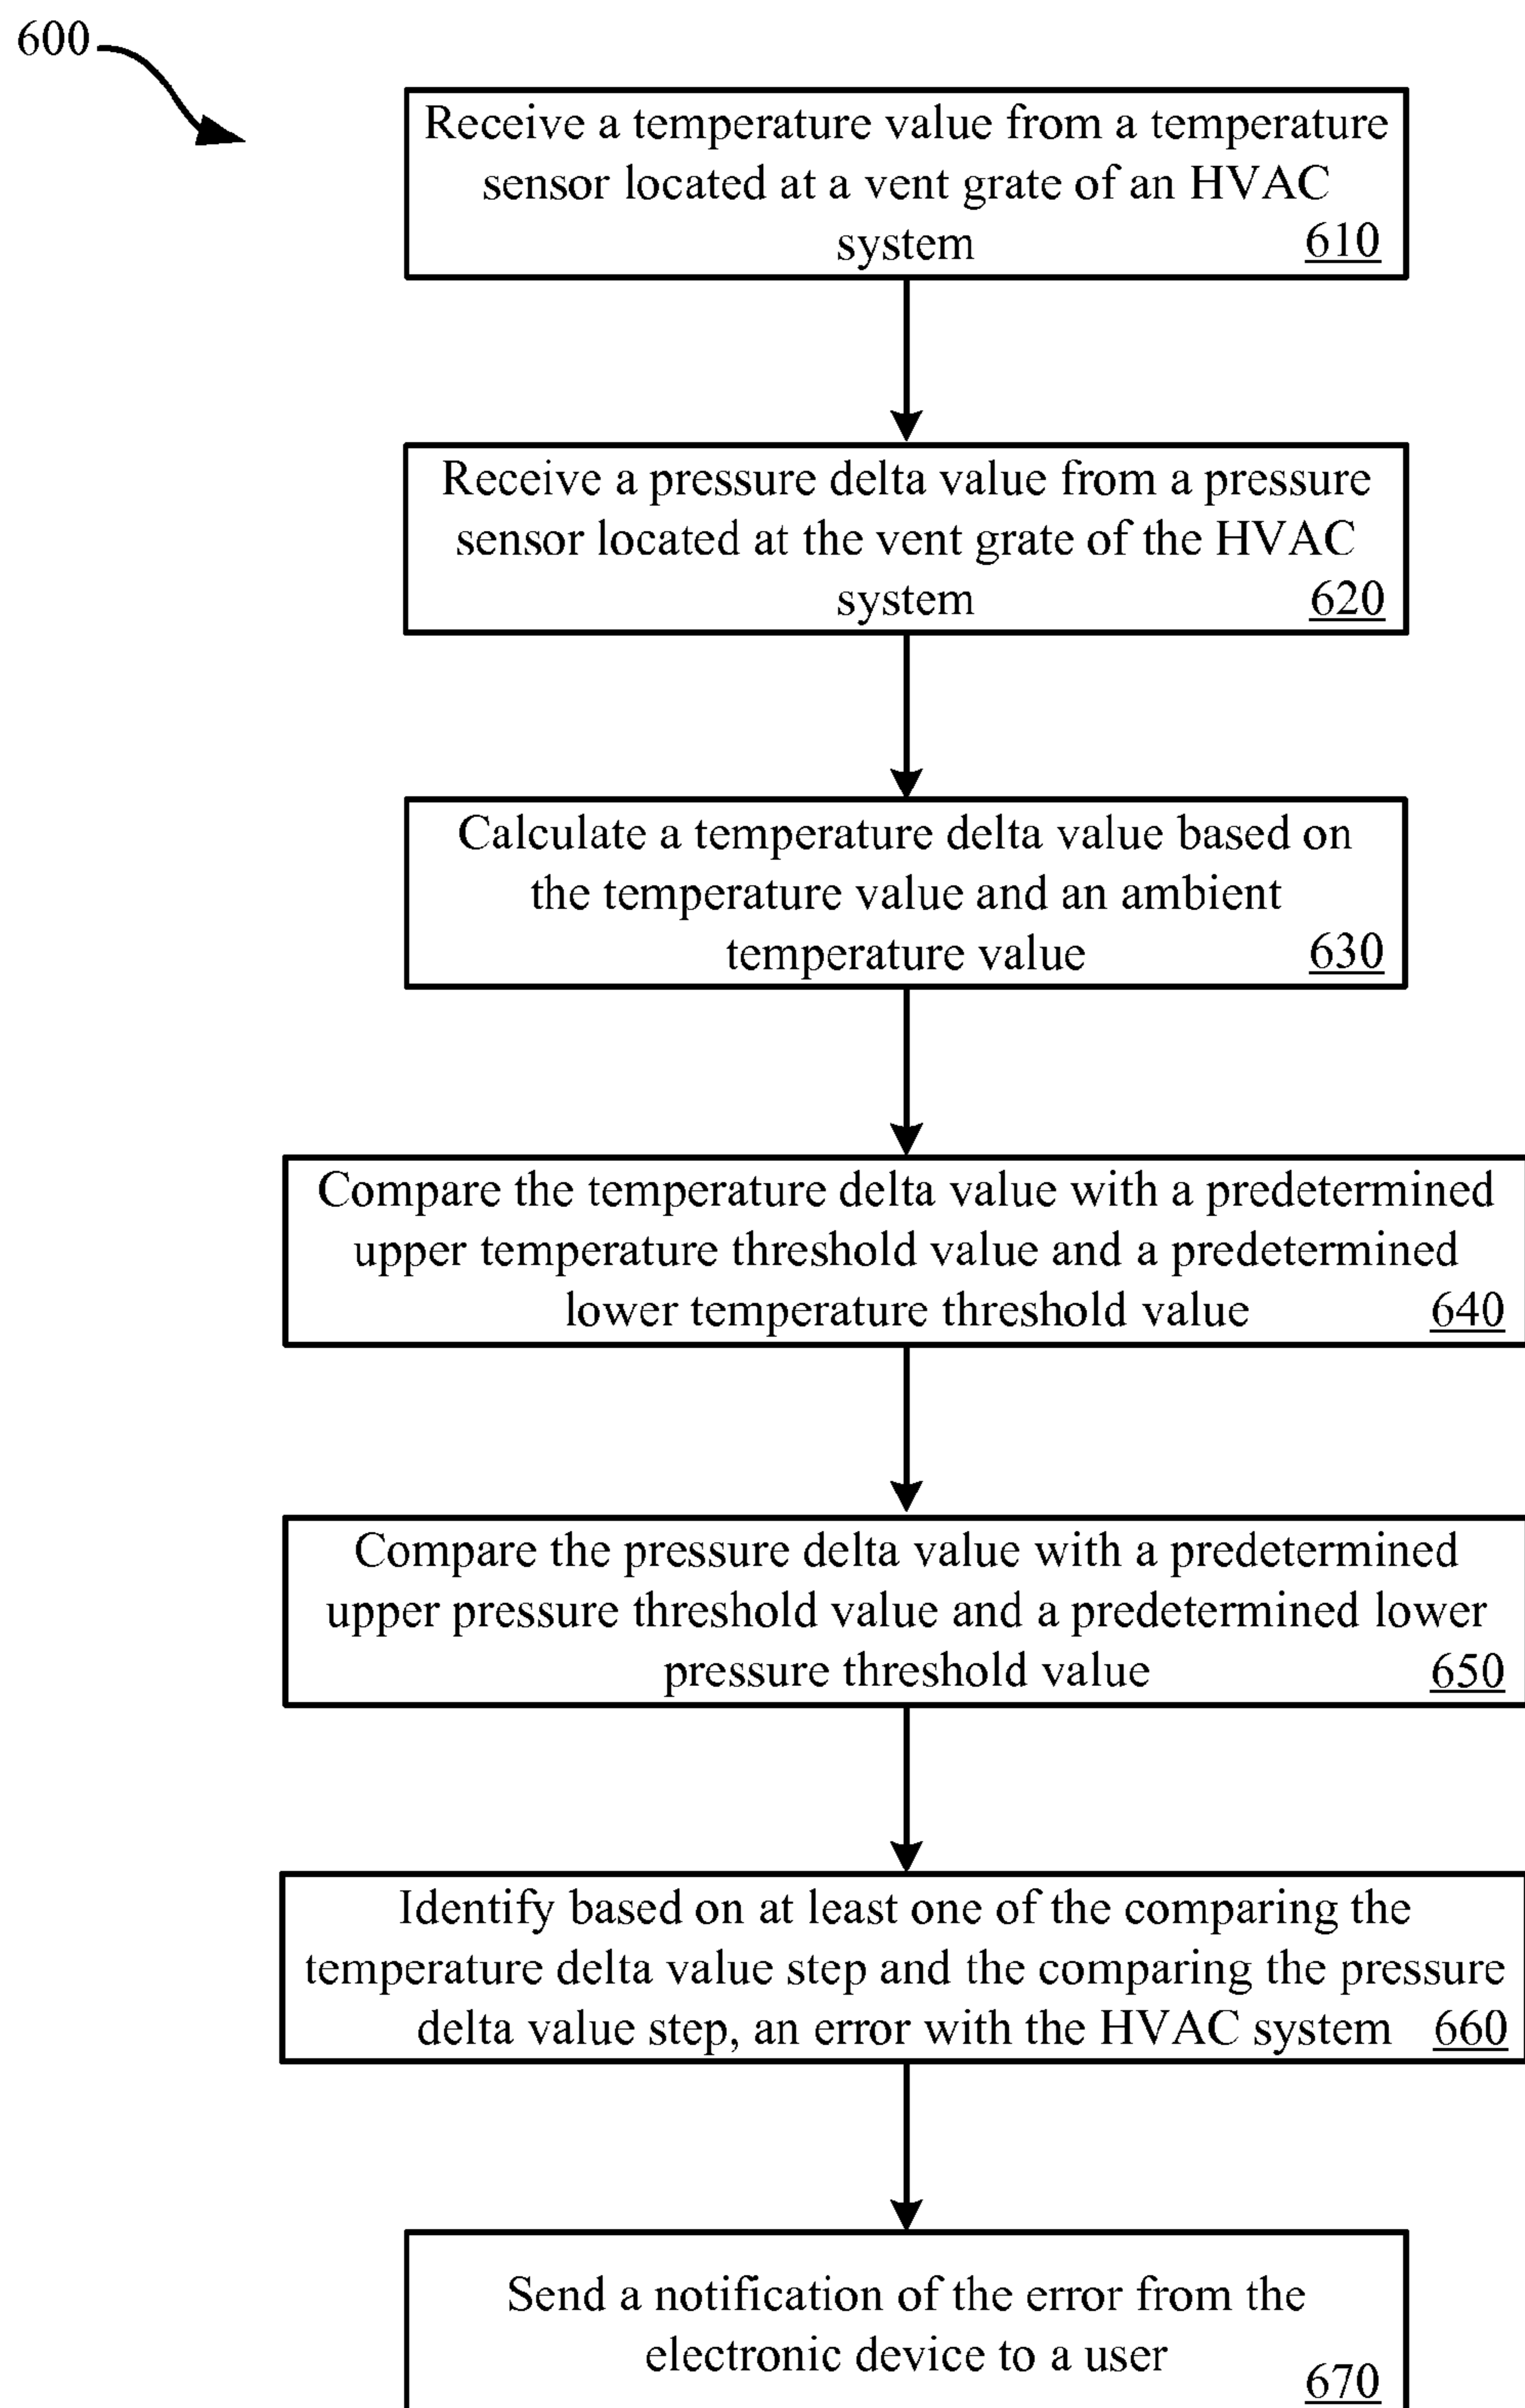 600
Receive a temperature value from a temperature
sensor located at a vent grate of an HVAC
system 610
Receive a pressure delta value from a pressure
sensor located at the vent grate of the HVAC
system 620
Calculate a temperature delta value based on
the temperature value and an ambient
temperature value 630
Compare the temperature delta value with a predetermined
upper temperature threshold value and a predetermined
lower temperature threshold value 640
Compare the pressure delta value with a predetermined
upper pressure threshold value and a predetermined lower
pressure threshold value 650
Identify based on at least one of the comparing the
temperature delta value step and the comparing the pressure
delta value step, an error with the HVAC system 660
Send a notification of the error from the
electronic device to a user
670